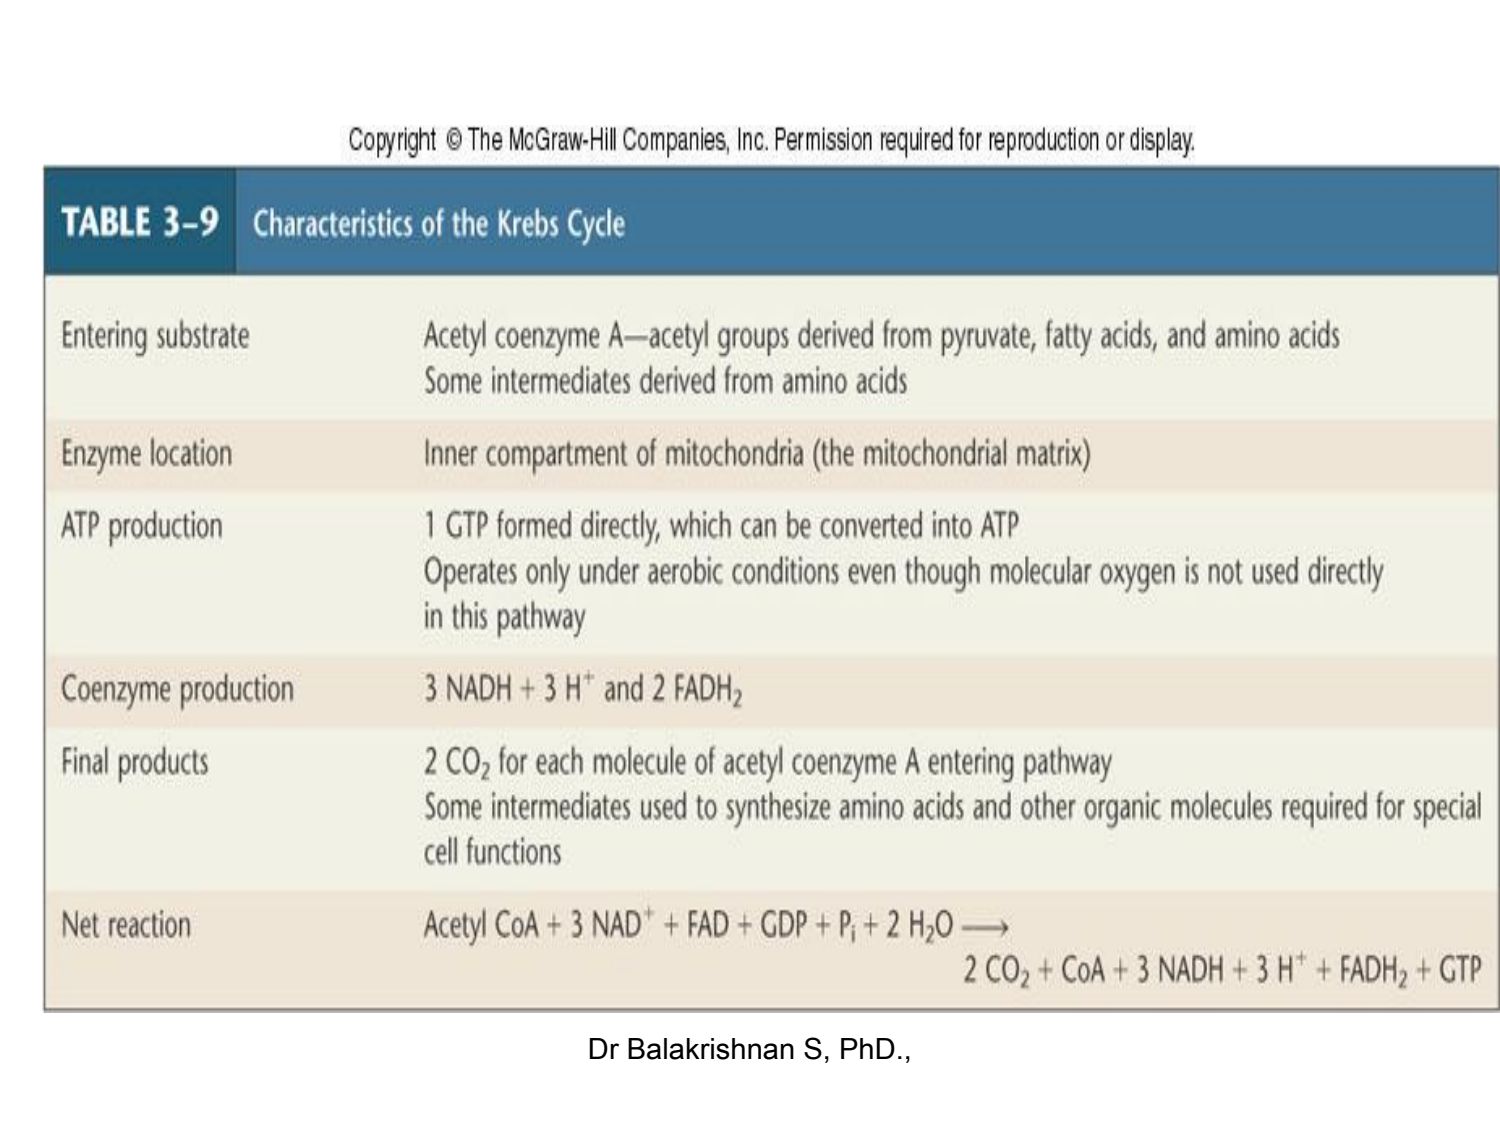 Copyright © The McGraw-Hill Companies, Inc. Permission required for reproduction or display.
TABLE 3–9 Characteristics of the Krebs Cycle
Entering substrate Acetyl coenzyme A—acetyl groups derived from pyruvate, fatty acids, and amino acids
Some intermediates derived from amino acids
Enzyme location Inner compartment of mitochondria (the mitochondrial matrix)
ATP production 1 GTP formed directly, which can be converted into ATP
Operates only under aerobic conditions even though molecular oxygen is not used directly
in this pathway
Coenzyme production 3 NADH + 3 H⁺ and 2 FADH₂
Final products 2 CO₂ for each molecule of acetyl coenzyme A entering pathway
Some intermediates used to synthesize amino acids and other organic molecules required for special
cell functions
Net reaction Acetyl CoA + 3 NAD⁺ + FAD + GDP + Pᵢ + 2 H₂O ⟶
2 CO₂ + CoA + 3 NADH + 3 H⁺ + FADH₂ + GTP
Dr Balakrishnan S, PhD.,